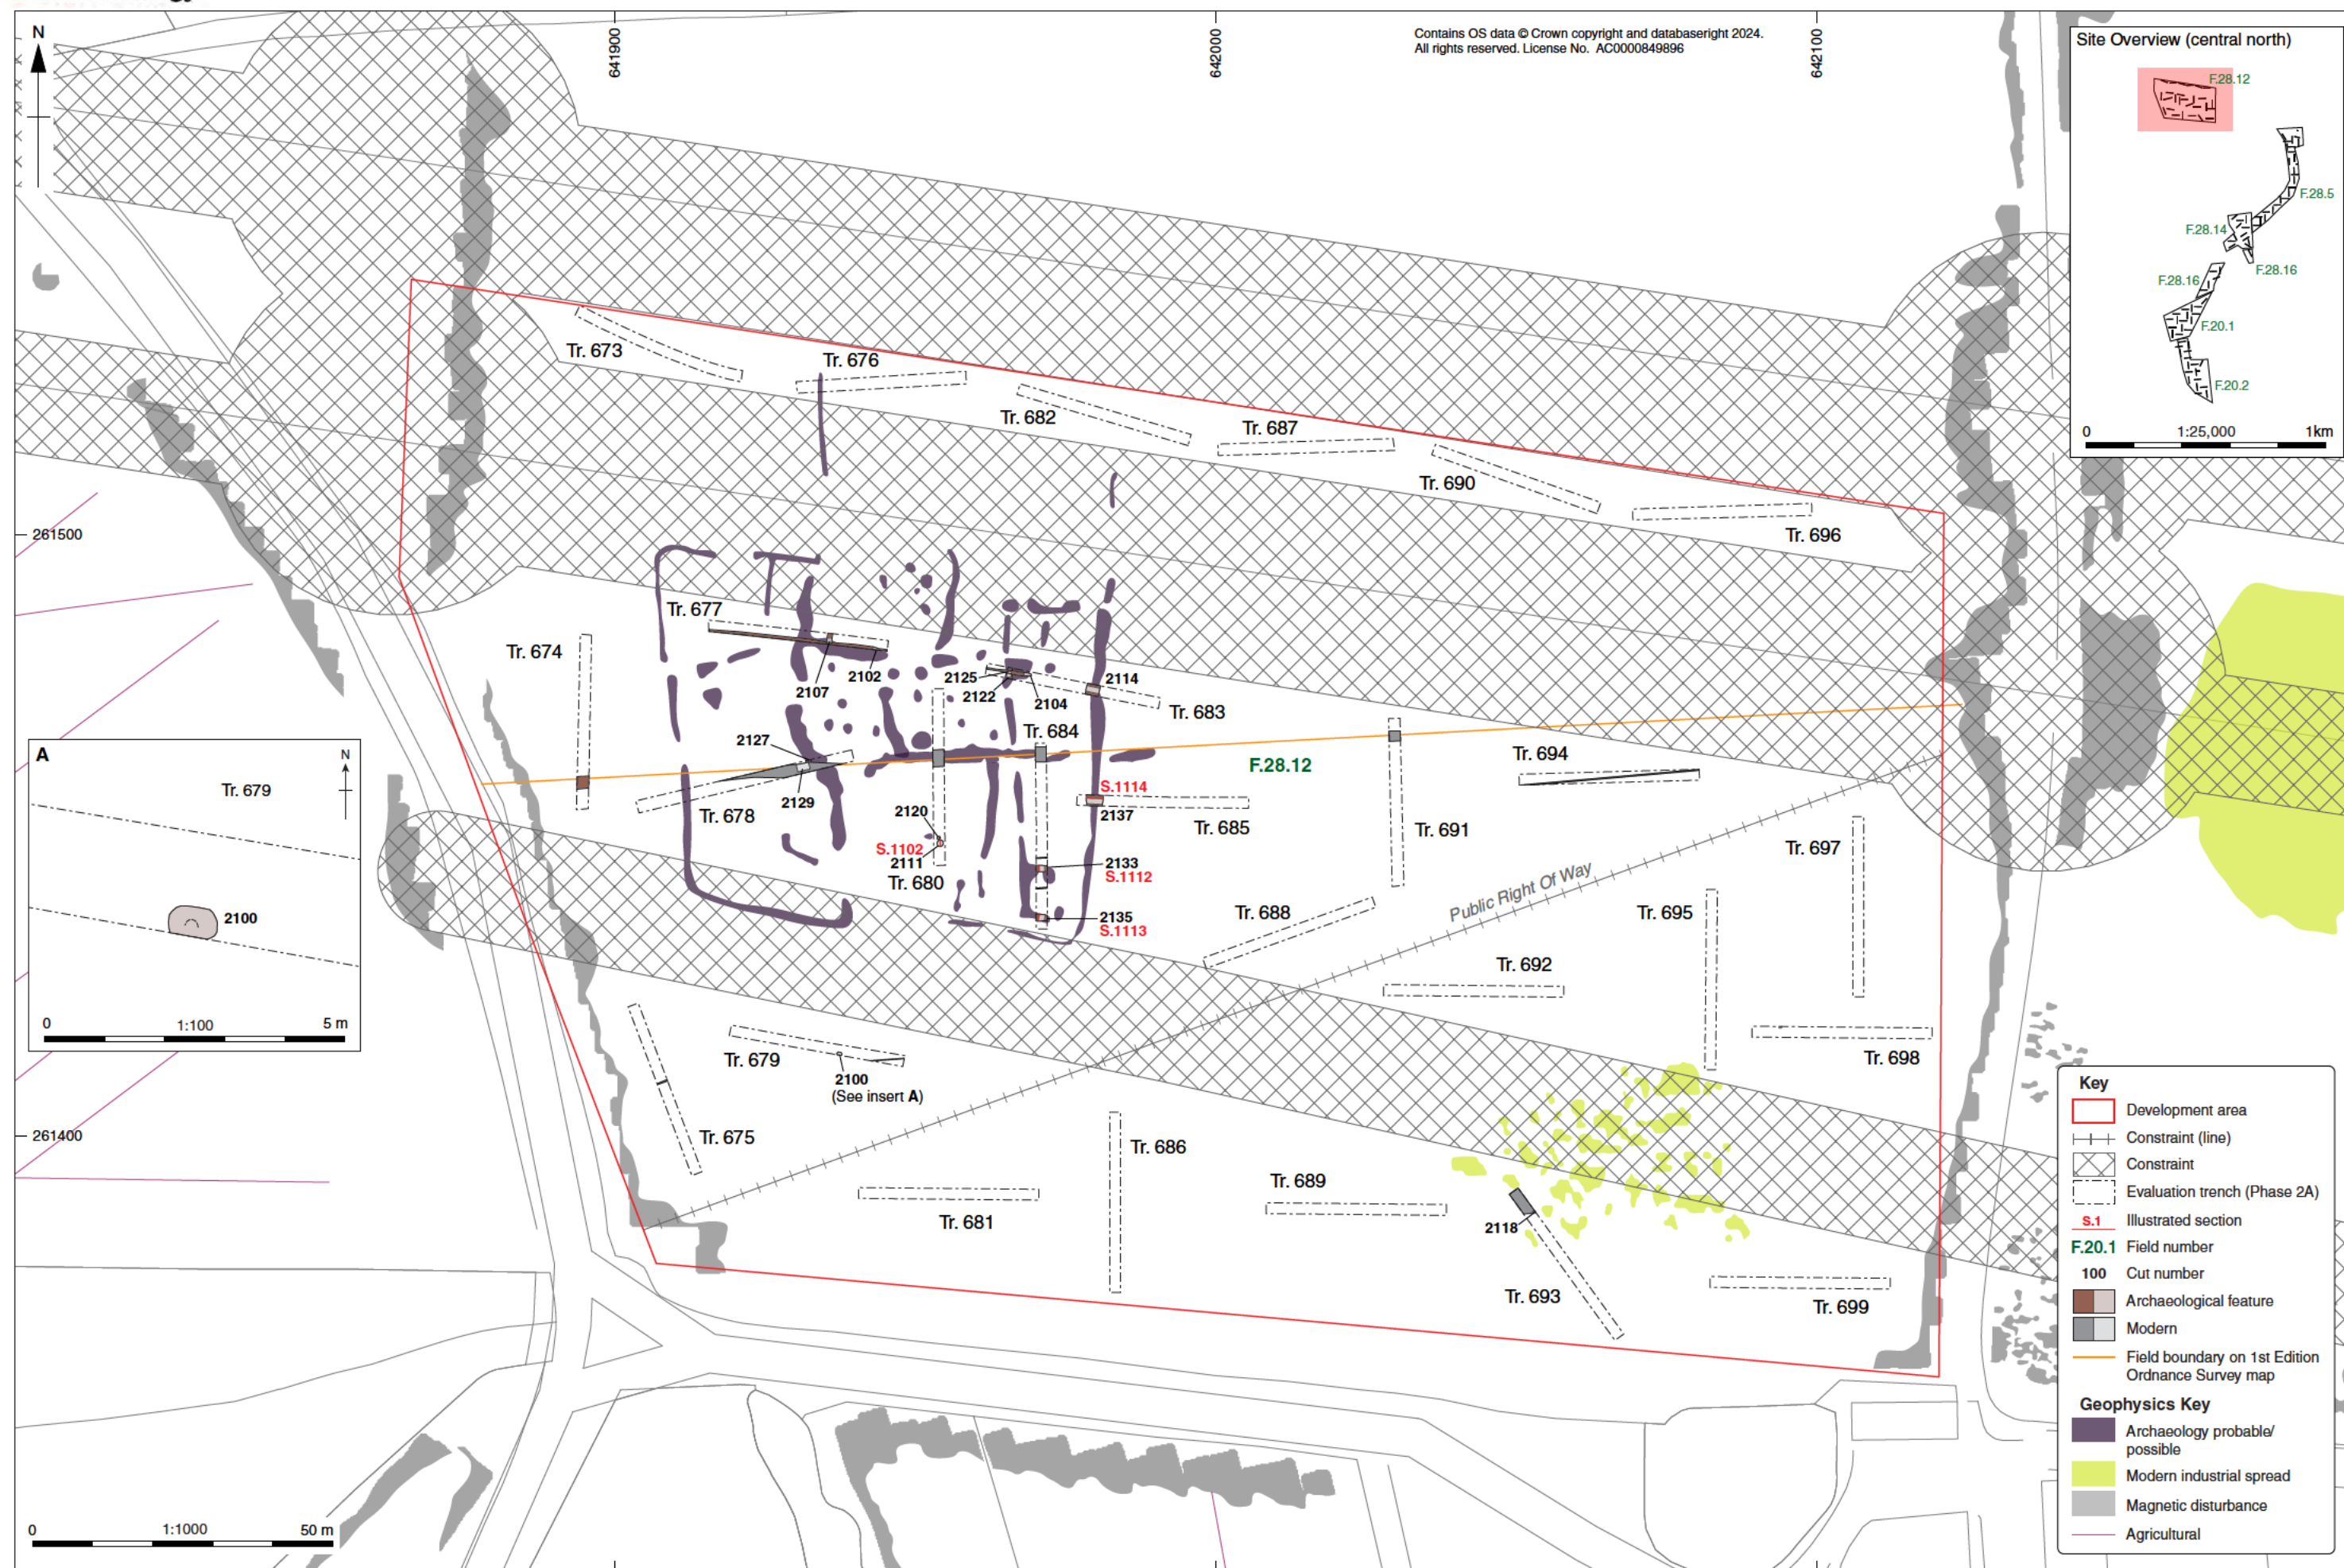 N
641900
642000
Contains OS data © Crown copyright and databaseright 2024.
All rights reserved. License No. AC0000849896
642100
Site Overview (central north)
F.28.12
F.28.5
F.28.14
F.28.16
F.28.16
F.20.1
F.20.2
0 1:25,000 1km
Tr. 673
Tr. 676
Tr. 682
Tr. 687
Tr. 690
Tr. 696
261500
Tr. 677
Tr. 674
2107
2102
2125
2122
2104
2114
Tr. 683
Tr. 684
2127
2129
Tr. 678
F.28.12
Tr. 694
S.1114
2137
Tr. 685
Tr. 691
2120
S.1102
2111
Tr. 680
2133
S.1112
2135
S.1113
Tr. 697
Public Right Of Way
Tr. 688
Tr. 695
Tr. 692
Tr. 698
A
N
Tr. 679
2100
0 1:100 5 m
Tr. 679
2100
(See insert A)
Tr. 675
261400
Tr. 686
Tr. 681
Tr. 689
2118
Tr. 693
Tr. 699
Key
Development area
Constraint (line)
Constraint
Evaluation trench (Phase 2A)
S.1 Illustrated section
F.20.1 Field number
100 Cut number
Archaeological feature
Modern
Field boundary on 1st Edition
Ordnance Survey map
Geophysics Key
Archaeology probable/
possible
Modern industrial spread
Magnetic disturbance
Agricultural
0 1:1000 50 m